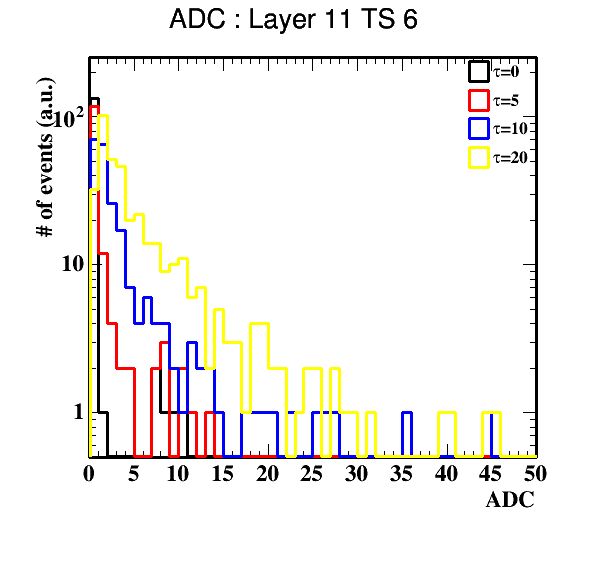 ADC : Layer 11 TS 6
# of events (a.u.)
τ=0
τ=5
τ=10
τ=20
10²
10
1
0 5 10 15 20 25 30 35 40 45 50
ADC